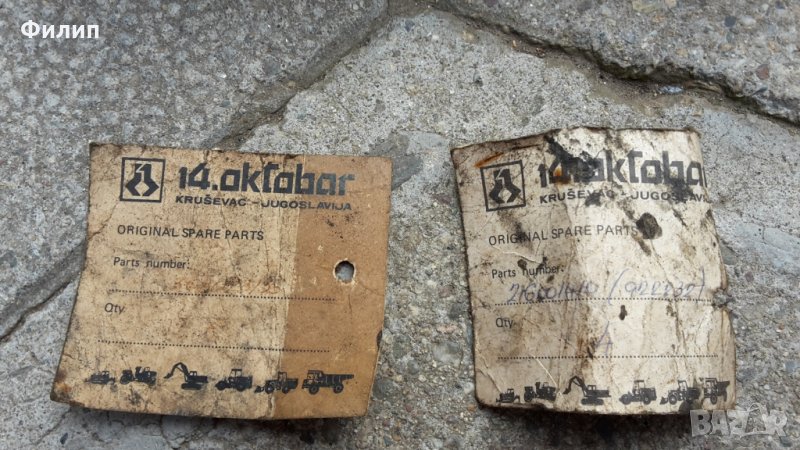 Филип
14.oktobar
KRUŠEVAC - JUGOSLAVIJA
ORIGINAL SPARE PARTS
Parts number:
Qty
14.oktobar
KRUŠEVAC - JUGOSLAVIJA
ORIGINAL SPARE PARTS
Parts number:
Qty
BAZAR